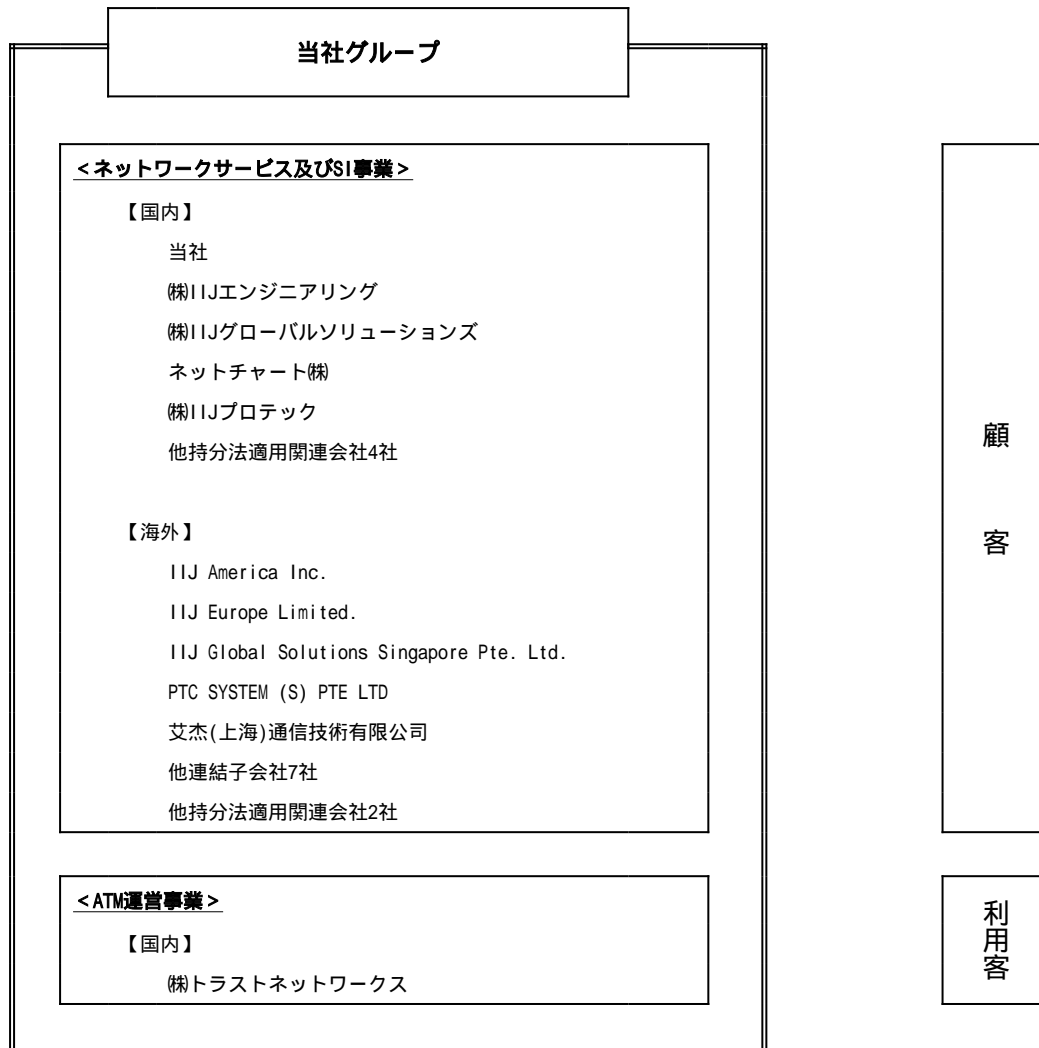 当社グループ
<ネットワークサービス及びSI事業>
【国内】
当社
㈱IIJエンジニアリング
㈱IIJグローバルソリューションズ
ネットチャート㈱
㈱IIJプロテック
他持分法適用関連会社4社
【海外】
IIJ America Inc.
IIJ Europe Limited.
IIJ Global Solutions Singapore Pte. Ltd.
PTC SYSTEM (S) PTE LTD
艾杰(上海)通信技術有限公司
他連結子会社7社
他持分法適用関連会社2社
顧客
<ATM運営事業>
【国内】
㈱トラストネットワークス
利用客